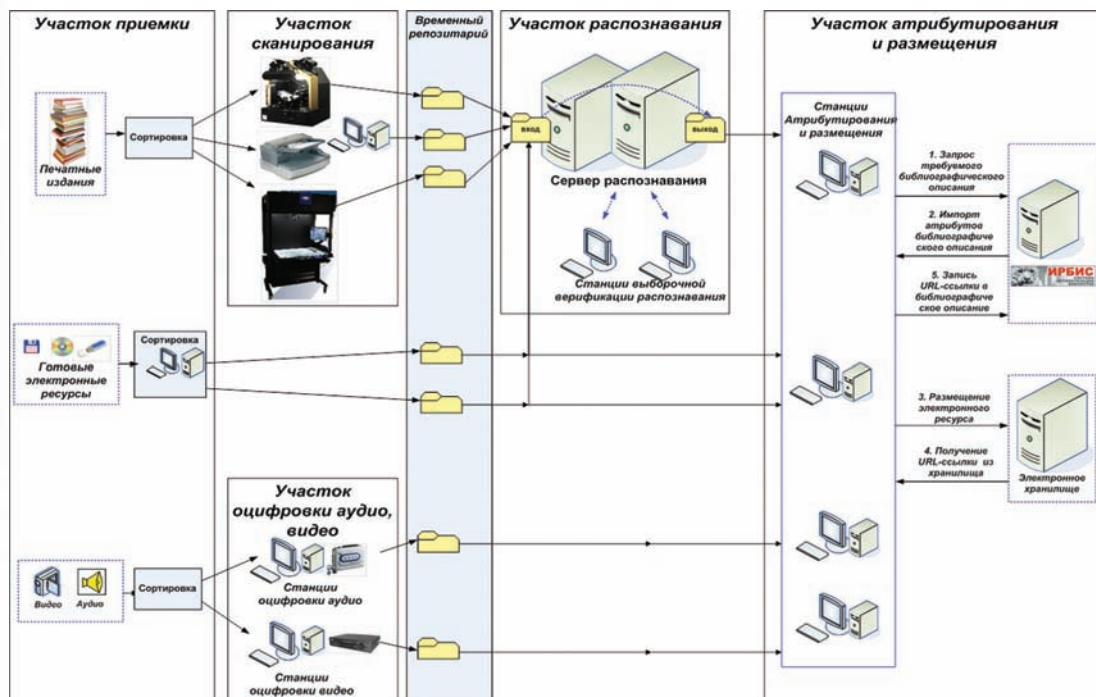 Участок приемки
Участок
сканирования
Временный
репозитарий
Участок распознавания
Участок атрибутирования
и размещения
Печатные
издания
Сортировка
вход
выход
Сервер распознавания
Станции выборочной
верификации распознавания
Станции
Атрибутирования
и размещения
1. Запрос
требуемого
библиографического
описания
2. Импорт
атрибутов
библиографиче
ского описания
5. Запись
URL-ссылки в
библиографиче
ское описание
ИРБИС
Готовые
электронные
ресурсы
Сортировка
3. Размещение
электронного
ресурса
4. Получение
URL-ссылки из
хранилища
Электронное
хранилище
Участок
оцифровки аудио,
видео
Видео
Аудио
Сортировка
Станции
оцифровки аудио
Станции
оцифровки видео